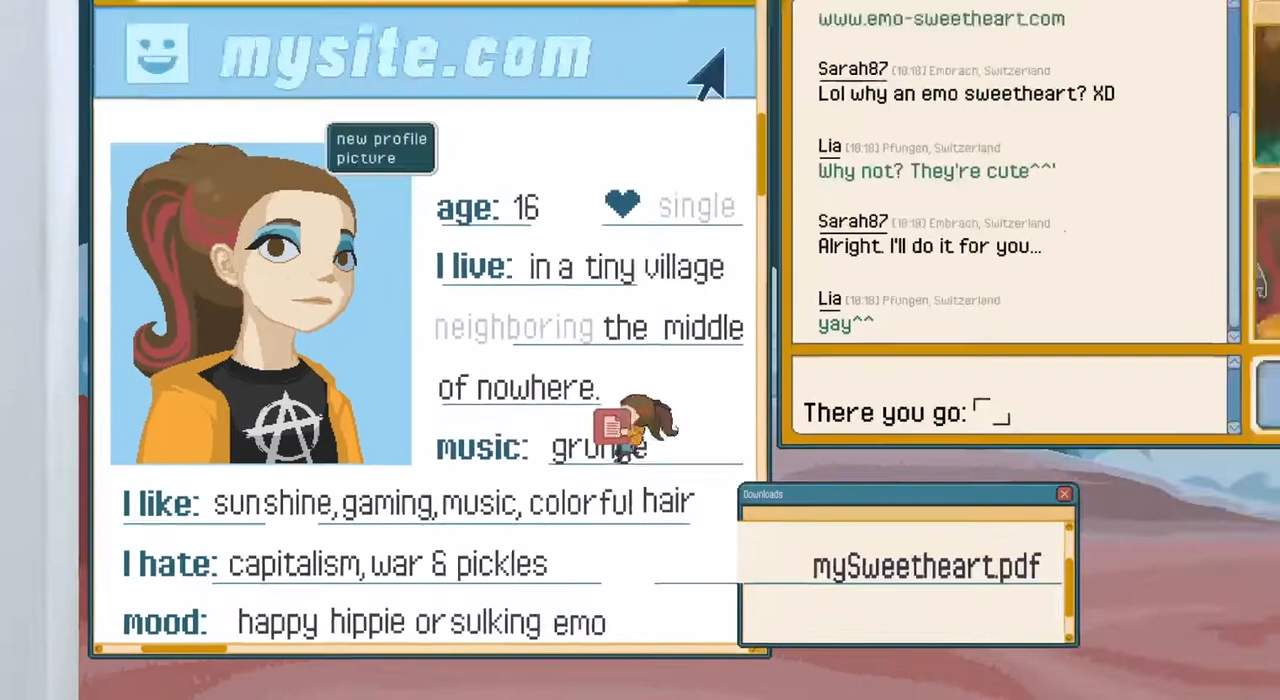 mysite.com
new profile
picture
age: 16
single
I live: in a tiny village
neighboring the middle
of nowhere.
music: grunge
I like: sunshine, gaming, music, colorful hair
I hate: capitalism, war & pickles
mood: happy hippie or sulking emo
www.emo-sweetheart.com
Sarah87 [18:18] Embrach, Switzerland
Lol why an emo sweetheart? XD
Lia [18:18] Pfungen, Switzerland
Why not? They're cute^^'
Sarah87 [18:18] Embrach, Switzerland
Alright. I'll do it for you...
Lia [18:18] Pfungen, Switzerland
yay^^
There you go:
Downloads
mySweetheart.pdf